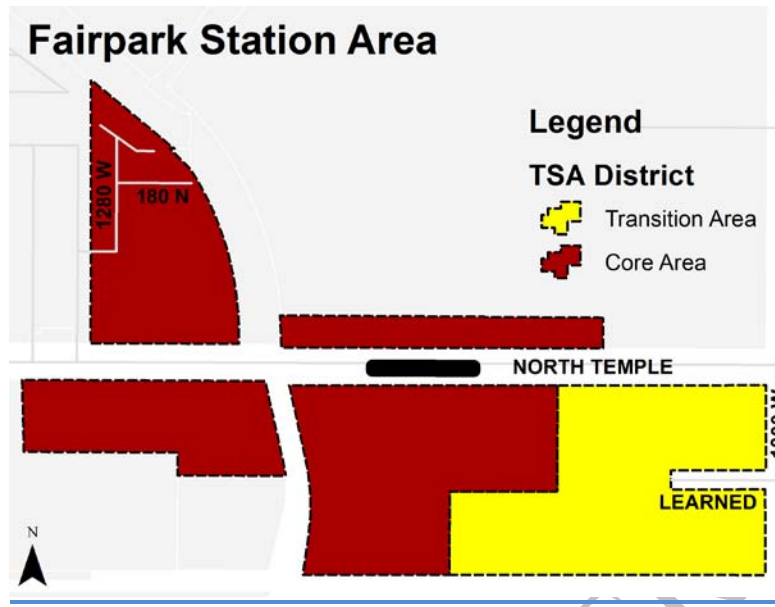 Fairpark Station Area
Legend
TSA District
Transition Area
Core Area
1280 W
180 N
NORTH TEMPLE
LEARNED
N